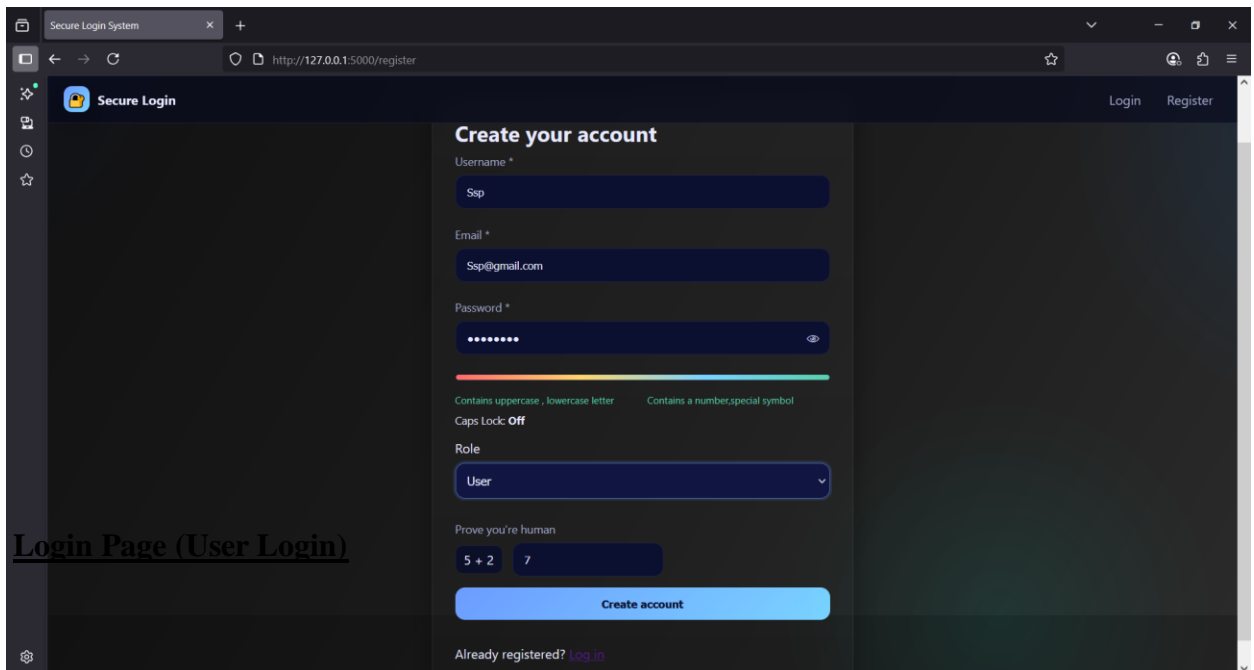 Secure Login System
http://127.0.0.1:5000/register
Secure Login
Login Register
Create your account
Username *
Ssp
Email *
Ssp@gmail.com
Password *
••••••••
Contains uppercase , lowercase letter Contains a number,special symbol
Caps Lock: Off
Role
User
Prove you're human
Login Page (User Login)
5 + 2 7
Create account
Already registered? Log in